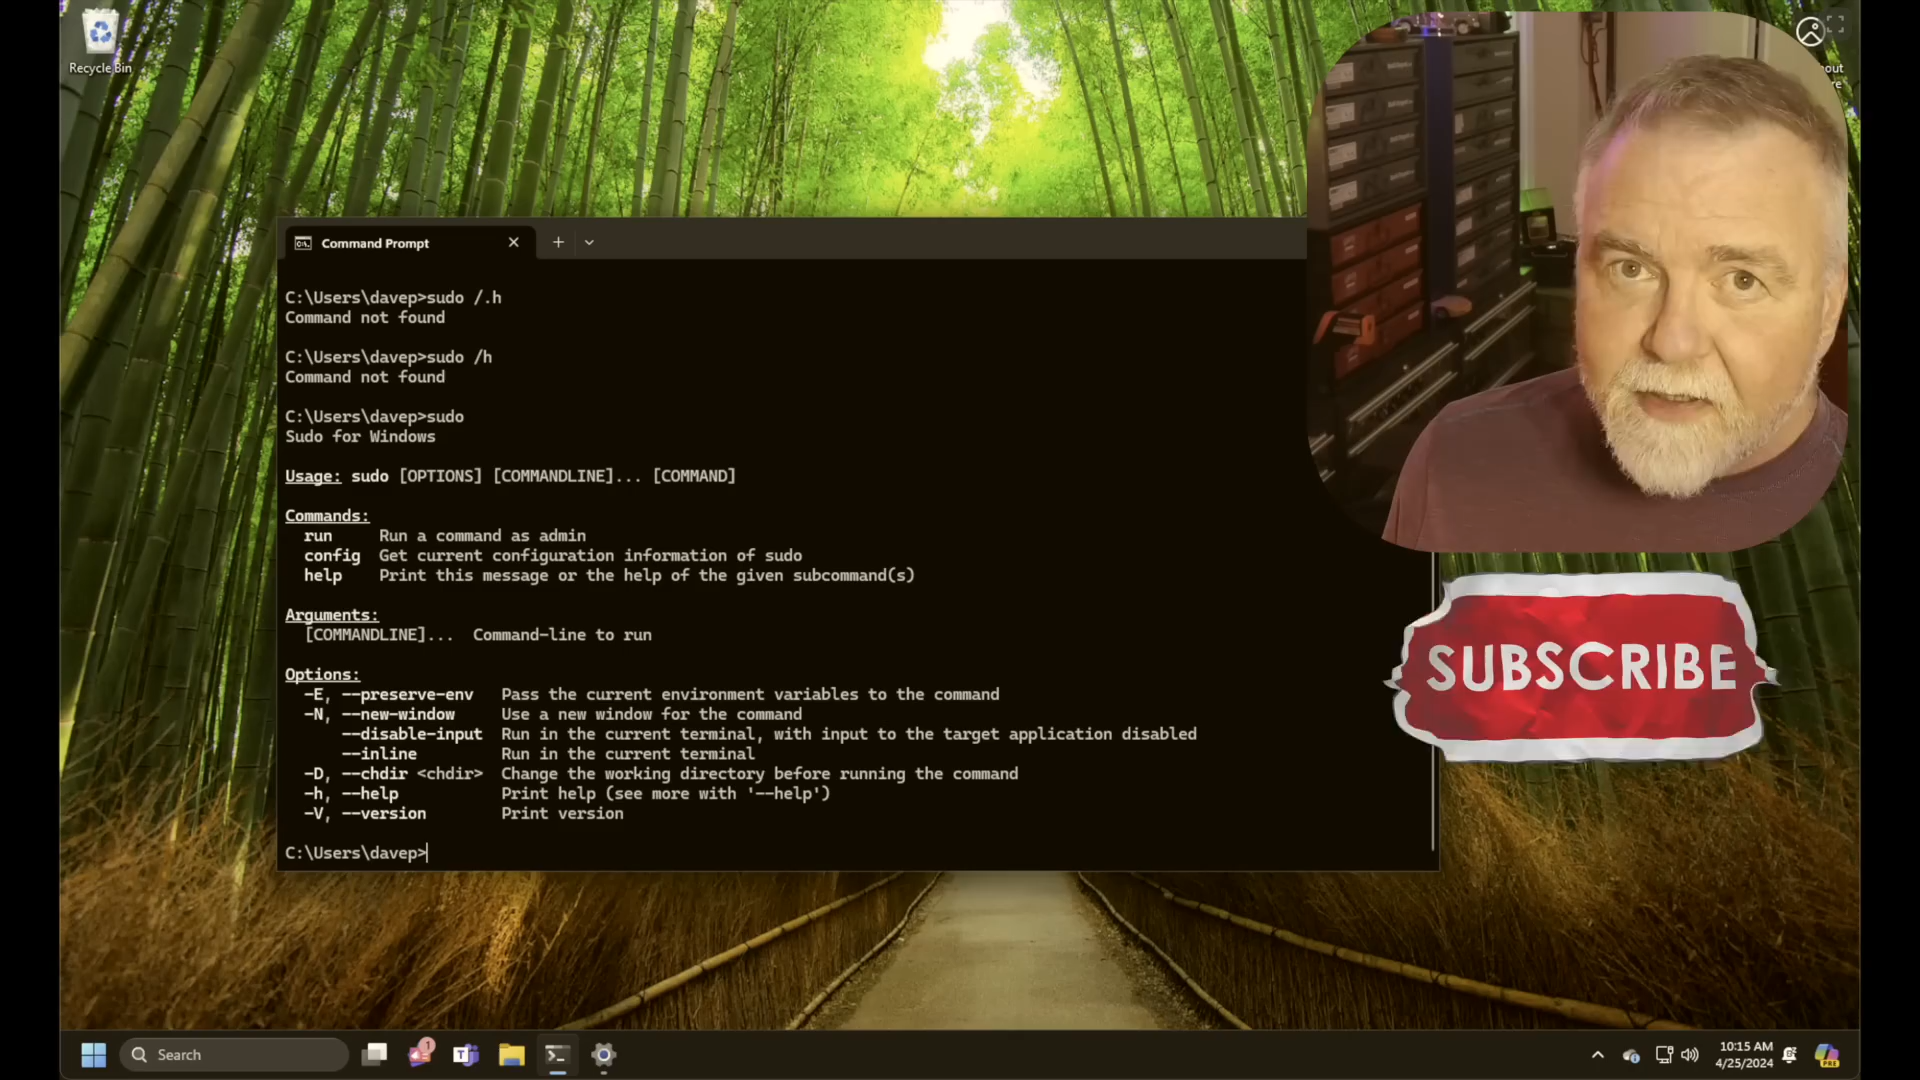 Recycle Bin
out
re
Command Prompt
C:\Users\davep>sudo /.h
Command not found
C:\Users\davep>sudo /h
Command not found
C:\Users\davep>sudo
Sudo for Windows
Usage: sudo [OPTIONS] [COMMANDLINE]... [COMMAND]
Commands:
run Run a command as admin
config Get current configuration information of sudo
help Print this message or the help of the given subcommand(s)
Arguments:
[COMMANDLINE]... Command-line to run
Options:
-E, --preserve-env Pass the current environment variables to the command
-N, --new-window Use a new window for the command
--disable-input Run in the current terminal, with input to the target application disabled
--inline Run in the current terminal
-D, --chdir <chdir> Change the working directory before running the command
-h, --help Print help (see more with '--help')
-V, --version Print version
C:\Users\davep>
SUBSCRIBE
Search
1
T
10:15 AM
4/25/2024
PRE